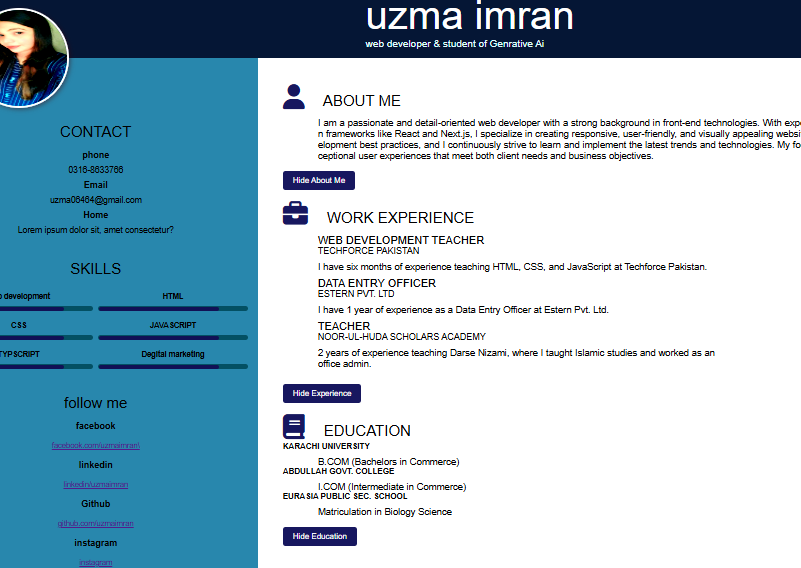 uzma imran
web developer & student of Genrative Ai
CONTACT
phone
0316-8633766
Email
uzma06464@gmail.com
Home
Lorem ipsum dolor sit, amet consectetur?
SKILLS
development
HTML
CSS
JAVASCRIPT
TYPSCRIPT
Degital marketing
follow me
facebook
facebook.com\uzmaimran\
linkedin
linkedin/uzmaimran
Github
github.com/uzmaimran
instagram
instagram
ABOUT ME
I am a passionate and detail-oriented web developer with a strong background in front-end technologies. With expe
n frameworks like React and Next.js, I specialize in creating responsive, user-friendly, and visually appealing websi
elopment best practices, and I continuously strive to learn and implement the latest trends and technologies. My fo
ceptional user experiences that meet both client needs and business objectives.
Hide About Me
WORK EXPERIENCE
WEB DEVELOPMENT TEACHER
TECHFORCE PAKISTAN
I have six months of experience teaching HTML, CSS, and JavaScript at Techforce Pakistan.
DATA ENTRY OFFICER
ESTERN PVT. LTD
I have 1 year of experience as a Data Entry Officer at Estern Pvt. Ltd.
TEACHER
NOOR-UL-HUDA SCHOLARS ACADEMY
2 years of experience teaching Darse Nizami, where I taught Islamic studies and worked as an
office admin.
Hide Experience
EDUCATION
KARACHI UNIVERSITY
B.COM (Bachelors in Commerce)
ABDULLAH GOVT. COLLEGE
I.COM (Intermediate in Commerce)
EURASIA PUBLIC SEC. SCHOOL
Matriculation in Biology Science
Hide Education